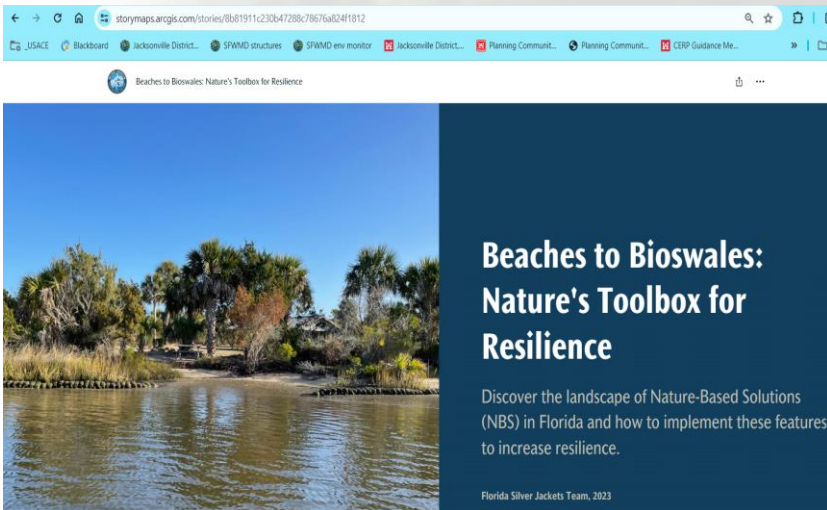 storymaps.arcgis.com/stories/8b81911c230b47288c78676a824f1812
_USACE Blackboard Jacksonville District... SFWMD structures SFWMD env monitor Jacksonville District,... Planning Communit... Planning Communit... CERP Guidance Me... »
Beaches to Bioswales: Nature's Toolbox for Resilience
Beaches to Bioswales:
Nature's Toolbox for
Resilience
Discover the landscape of Nature-Based Solutions
(NBS) in Florida and how to implement these features
to increase resilience.
Florida Silver Jackets Team, 2023